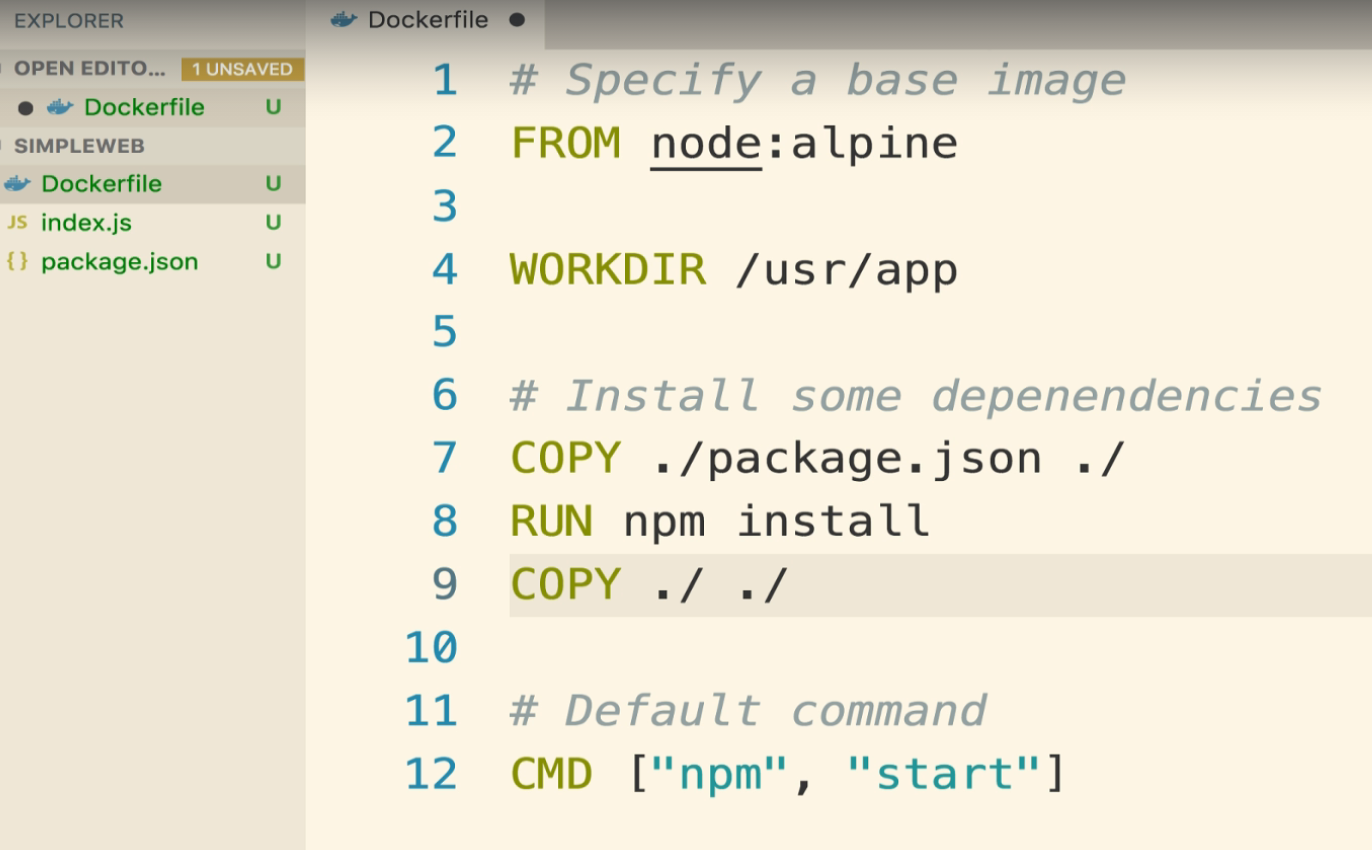 EXPLORER
OPEN EDITO... 1 UNSAVED
Dockerfile U
SIMPLEWEB
Dockerfile U
JS index.js U
{} package.json U
Dockerfile
1 # Specify a base image
2 FROM node:alpine
3
4 WORKDIR /usr/app
5
6 # Install some depenendencies
7 COPY ./package.json ./
8 RUN npm install
9 COPY ./ ./
10
11 # Default command
12 CMD ["npm", "start"]